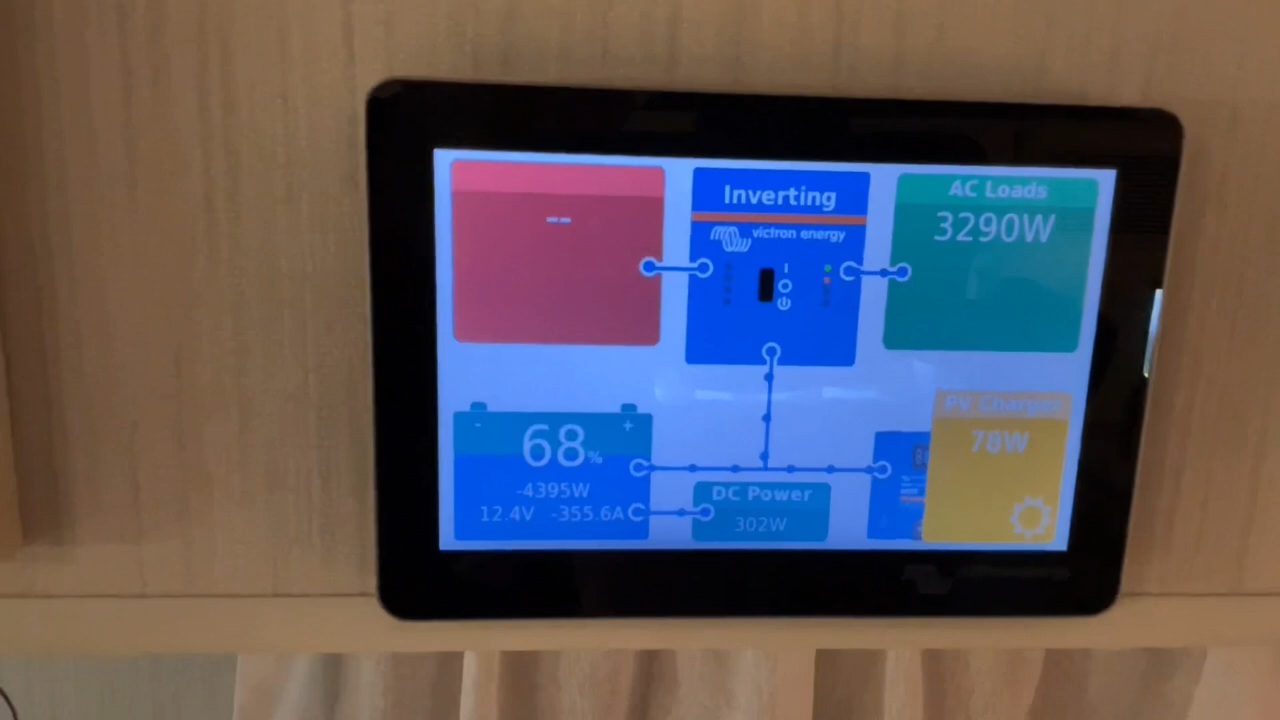 --
Inverting
victron energy
I
AC Loads
3290W
- +
68%
-4395W
12.4V -355.6A
DC Power
302W
PV Charger
78W